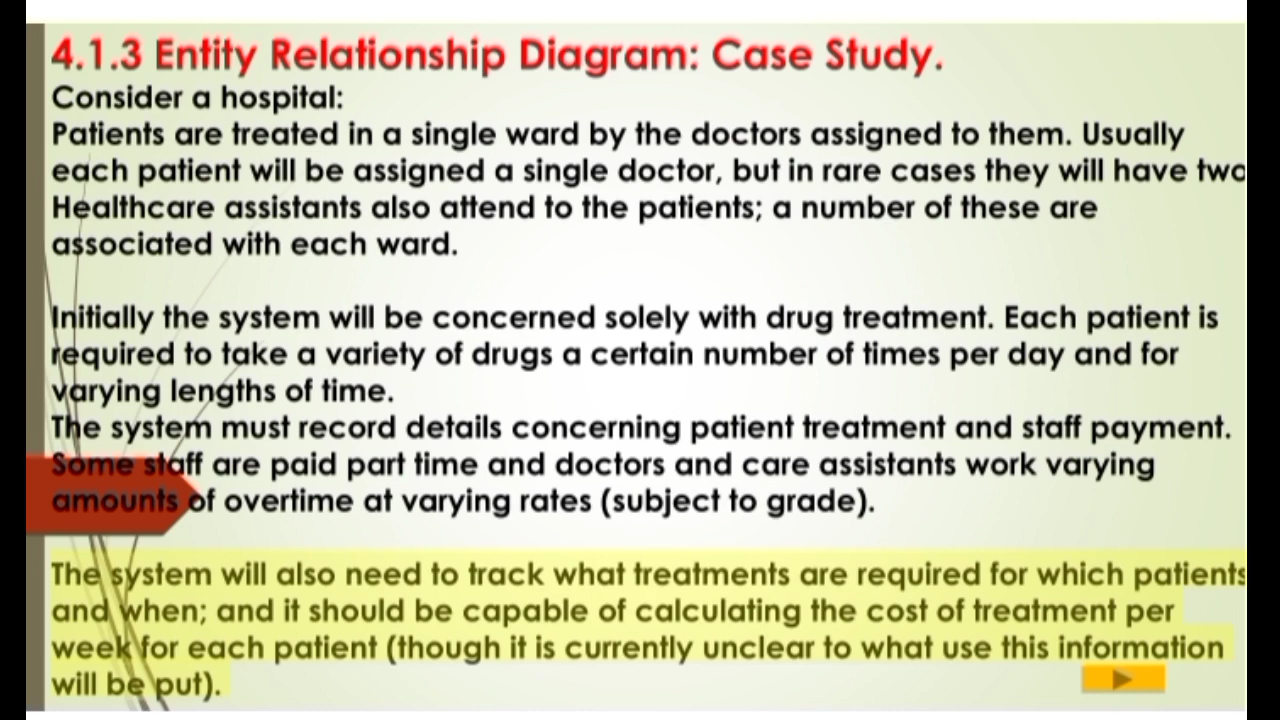 4.1.3 Entity Relationship Diagram: Case Study.
Consider a hospital:
Patients are treated in a single ward by the doctors assigned to them. Usually
each patient will be assigned a single doctor, but in rare cases they will have two
Healthcare assistants also attend to the patients; a number of these are
associated with each ward.
Initially the system will be concerned solely with drug treatment. Each patient is
required to take a variety of drugs a certain number of times per day and for
varying lengths of time.
The system must record details concerning patient treatment and staff payment.
Some staff are paid part time and doctors and care assistants work varying
amounts of overtime at varying rates (subject to grade).
The system will also need to track what treatments are required for which patients
and when; and it should be capable of calculating the cost of treatment per
week for each patient (though it is currently unclear to what use this information
will be put).